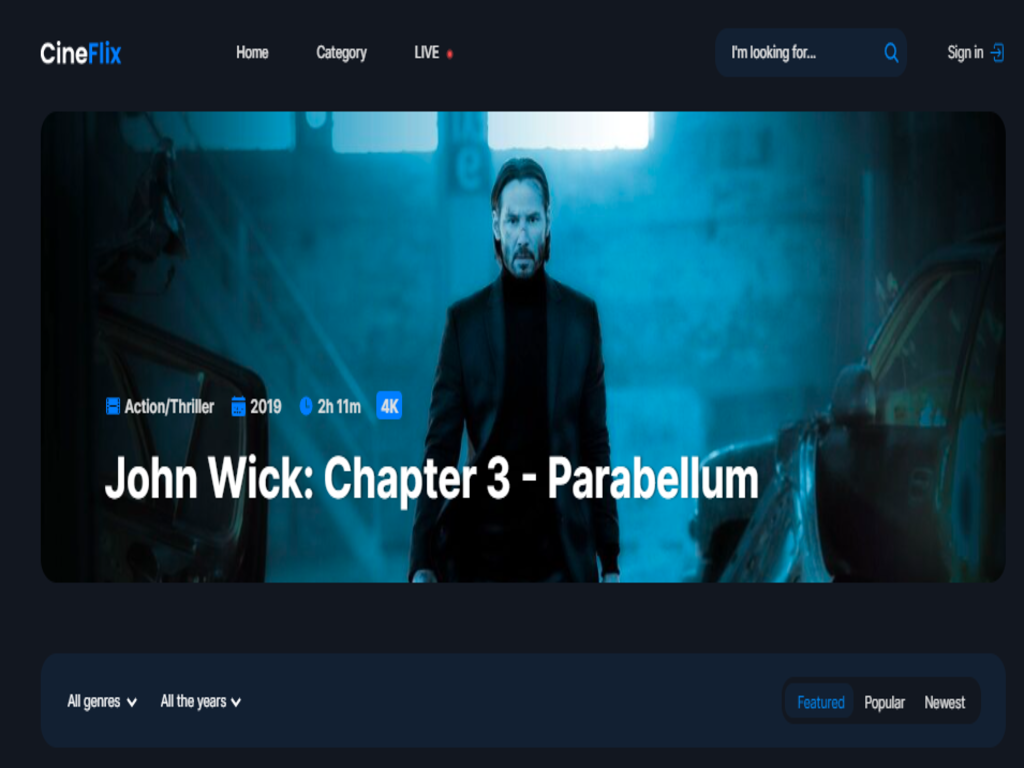 CineFlix
Home Category LIVE
I'm looking for...
Sign in
Action/Thriller 2019 2h 11m 4K
John Wick: Chapter 3 - Parabellum
All genres All the years
Featured Popular Newest